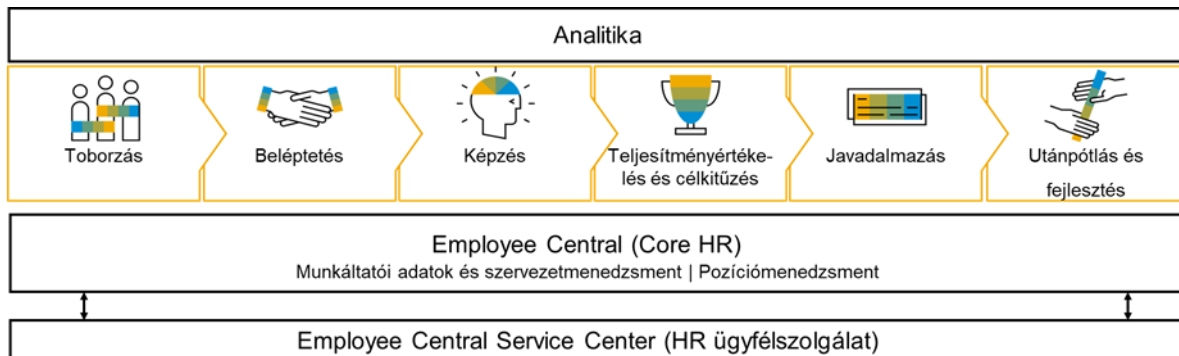 Analitika
Toborzás
Beléptetés
Képzés
Teljesítményértéke-
lés és célkitűzés
Javadalmazás
Utánpótlás és
fejlesztés
Employee Central (Core HR)
Munkáltatói adatok és szervezetmenedzsment | Pozíciómenedzsment
Employee Central Service Center (HR ügyfélszolgálat)